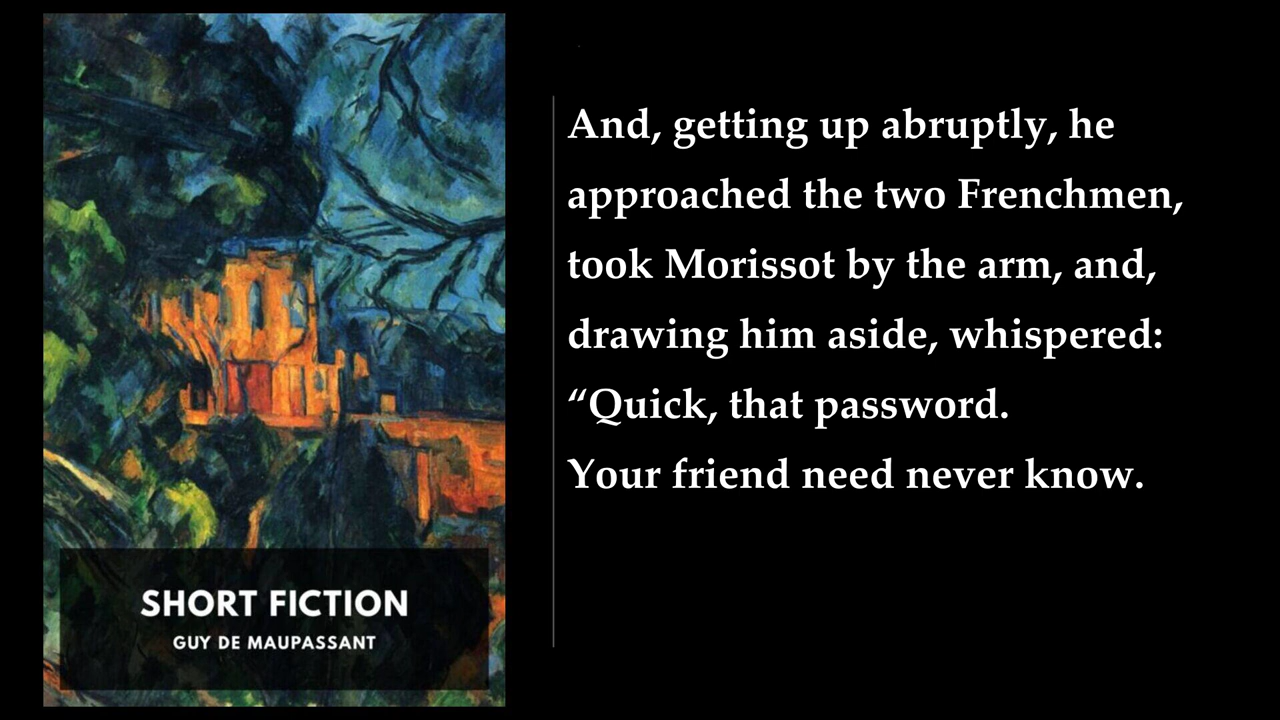 SHORT FICTION
GUY DE MAUPASSANT
And, getting up abruptly, he
approached the two Frenchmen,
took Morissot by the arm, and,
drawing him aside, whispered:
“Quick, that password.
Your friend need never know.